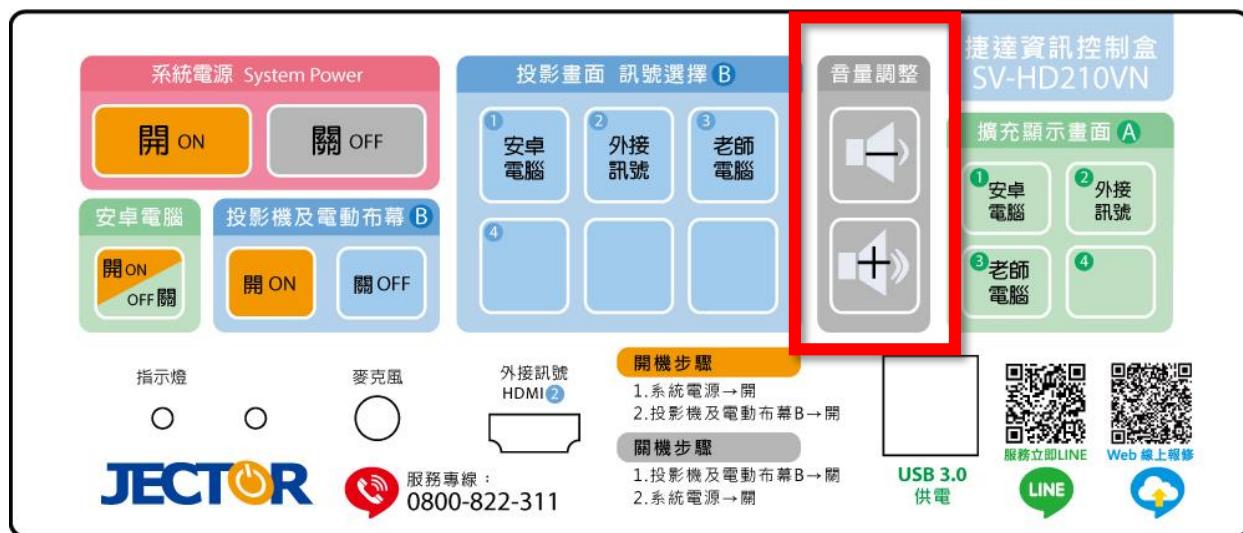 捷達資訊控制盒
SV-HD210VN
系統電源 System Power
開 ON
關 OFF
安卓電腦
開 ON
OFF 關
投影機及電動布幕 B
開 ON
關 OFF
投影畫面 訊號選擇 B
1
安卓
電腦
2
外接
訊號
3
老師
電腦
4
音量調整
擴充顯示畫面 A
1
安卓
電腦
2
外接
訊號
3
老師
電腦
4
指示燈
麥克風
外接訊號
HDMI 2
開機步驟
1.系統電源→開
2.投影機及電動布幕B→開
關機步驟
1.投影機及電動布幕B→關
2.系統電源→關
JECTOR
服務專線：
0800-822-311
USB 3.0
供電
服務立即LINE
LINE
Web 線上報修